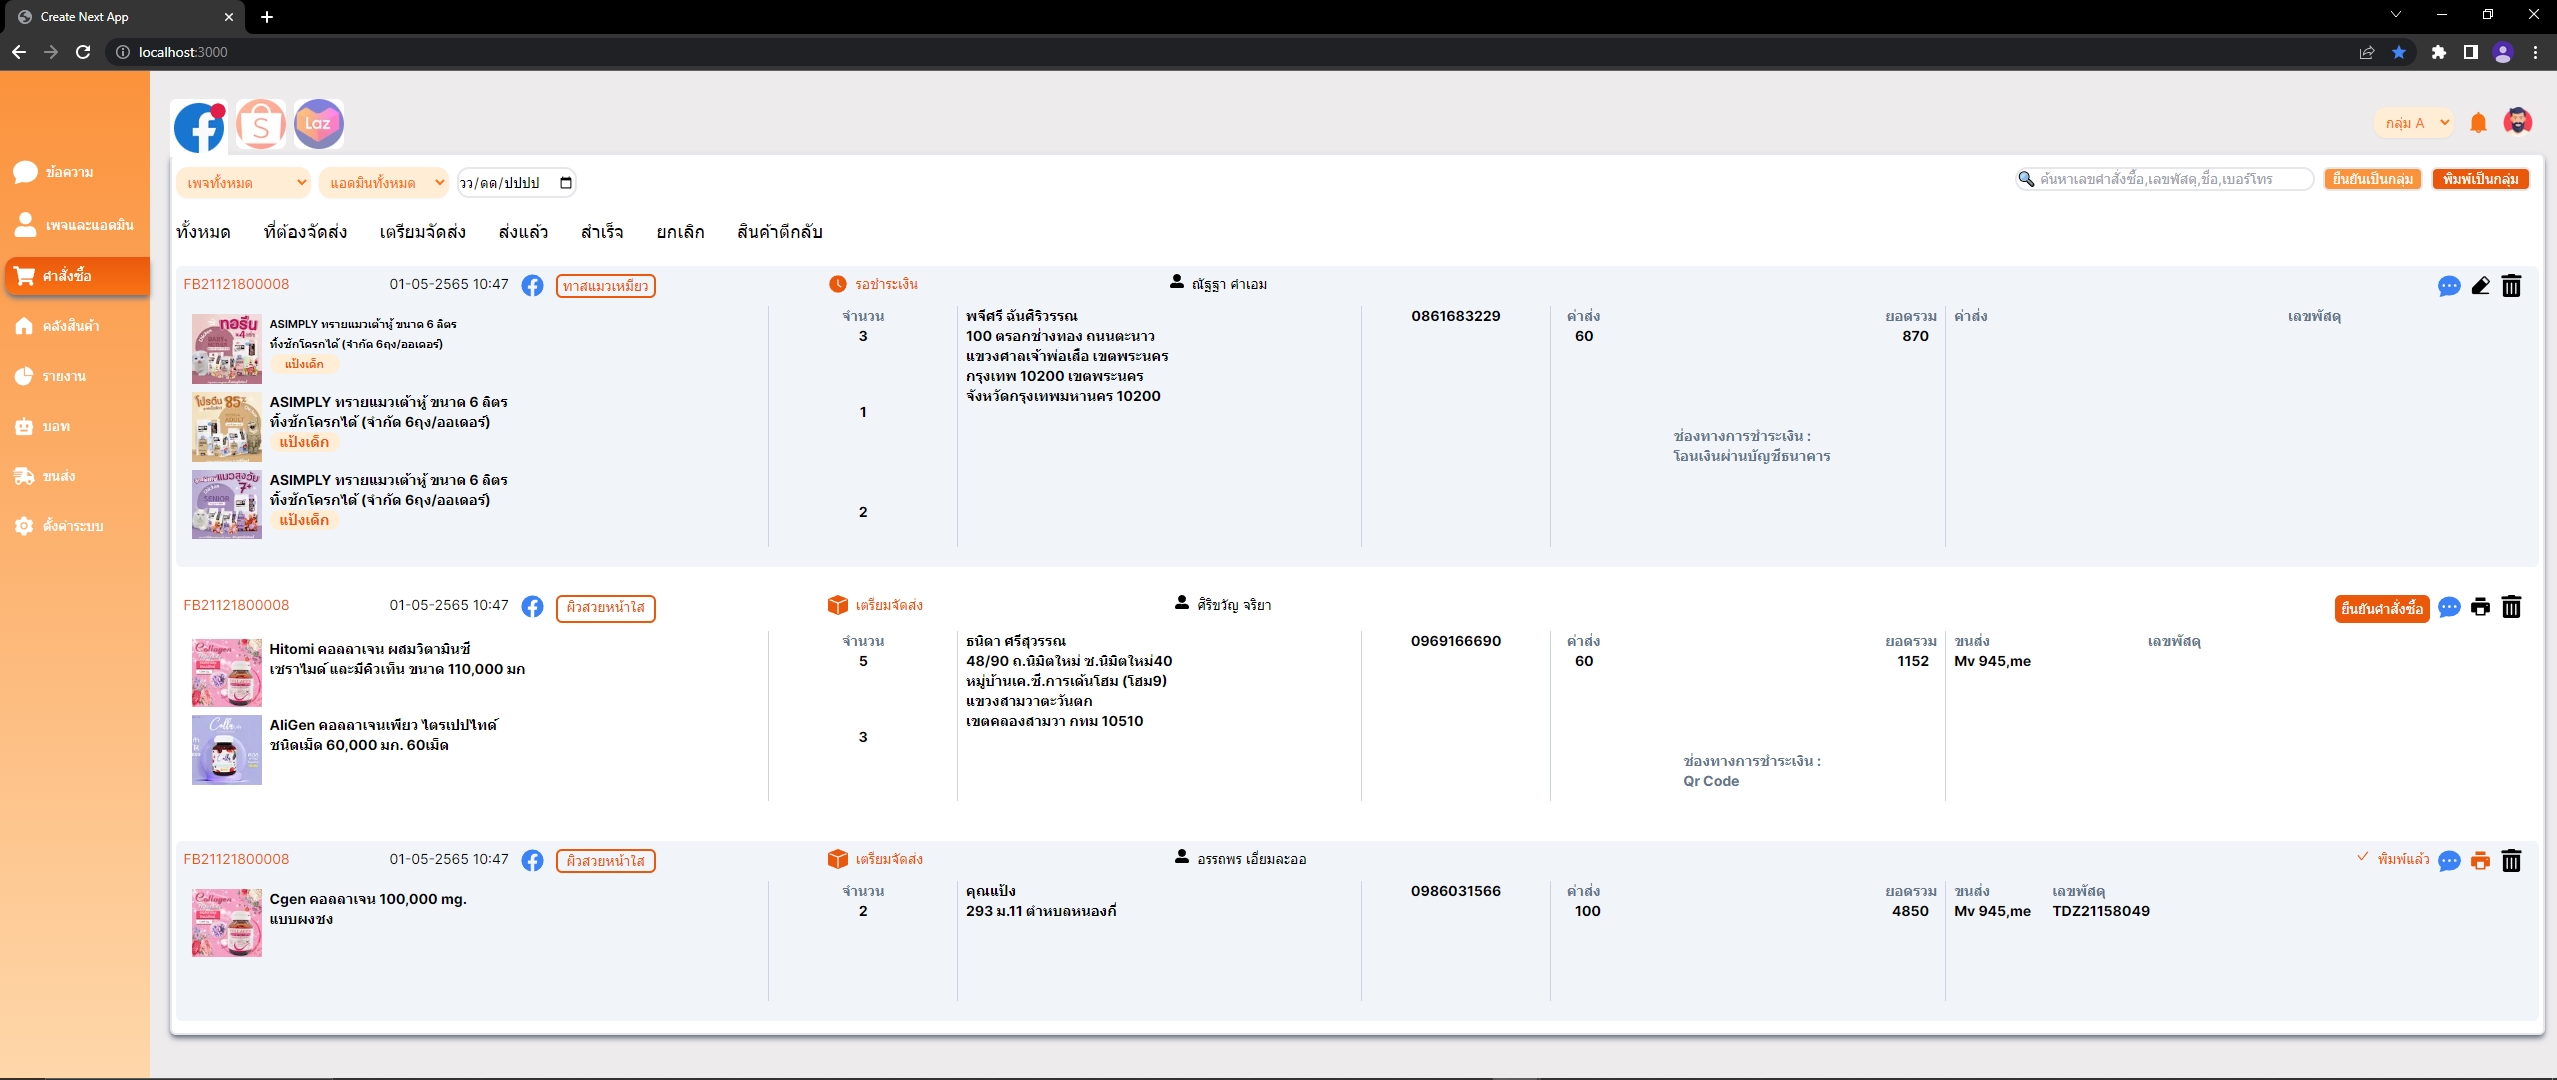 Create Next App
localhost:3000
Laz
กลุ่ม A
ข้อความ
เพจและแอดมิน
คำสั่งซื้อ
คลังสินค้า
รายงาน
บอท
ขนส่ง
ตั้งค่าระบบ
เพจทั้งหมด
แอดมินทั้งหมด
วว/ดด/ปปปป
ค้นหาเลขคำสั่งซื้อ,เลขพัสดุ,ชื่อ,เบอร์โทร
ยืนยันเป็นกลุ่ม
พิมพ์เป็นกลุ่ม
ทั้งหมด ที่ต้องจัดส่ง เตรียมจัดส่ง ส่งแล้ว สำเร็จ ยกเลิก สินค้าตีกลับ
FB21121800008 01-05-2565 10:47 ทาสแมวเหมียว รอชำระเงิน ณัฐฐา คำเอม
ASIMPLY ทรายแมวเต้าหู้ ขนาด 6 ลิตร
ทิ้งชักโครกได้ (จำกัด 6ถุง/ออเดอร์)
แป้งเด็ก
ASIMPLY ทรายแมวเต้าหู้ ขนาด 6 ลิตร
ทิ้งชักโครกได้ (จำกัด 6ถุง/ออเดอร์)
แป้งเด็ก
ASIMPLY ทรายแมวเต้าหู้ ขนาด 6 ลิตร
ทิ้งชักโครกได้ (จำกัด 6ถุง/ออเดอร์)
แป้งเด็ก
จำนวน
3
1
2
พจีศรี ฉันศิริวรรณ
100 ตรอกช่างทอง ถนนตะนาว
แขวงศาลเจ้าพ่อเสือ เขตพระนคร
กรุงเทพ 10200 เขตพระนคร
จังหวัดกรุงเทพมหานคร 10200
0861683229
ค่าส่ง ยอดรวม
60 870
ช่องทางการชำระเงิน :
โอนเงินผ่านบัญชีธนาคาร
ค่าส่ง เลขพัสดุ
FB21121800008 01-05-2565 10:47 ผิวสวยหน้าใส เตรียมจัดส่ง ศิริขวัญ จริยา ยืนยันคำสั่งซื้อ
Hitomi คอลลาเจน ผสมวิตามินซี
เซราไมด์ และมีคิวเท็น ขนาด 110,000 มก
AliGen คอลลาเจนเพียว ไตรเปปไทด์
ชนิดเม็ด 60,000 มก. 60เม็ด
จำนวน
5
3
ธนิดา ศรีสุวรรณ
48/90 ถ.นิมิตใหม่ ซ.นิมิตใหม่40
หมู่บ้านเค.ซี.การเด้นโฮม (โฮม9)
แขวงสามวาตะวันตก
เขตคลองสามวา กทม 10510
0969166690
ค่าส่ง ยอดรวม
60 1152
ช่องทางการชำระเงิน :
Qr Code
ขนส่ง เลขพัสดุ
Mv 945,me
FB21121800008 01-05-2565 10:47 ผิวสวยหน้าใส เตรียมจัดส่ง อรรถพร เอี่ยมละออ พิมพ์แล้ว
Cgen คอลลาเจน 100,000 mg.
แบบผงชง
จำนวน
2
คุณแป้ง
293 ม.11 ตำหบลหนองกี่
0986031566
ค่าส่ง ยอดรวม
100 4850
ขนส่ง เลขพัสดุ
Mv 945,me TDZ21158049